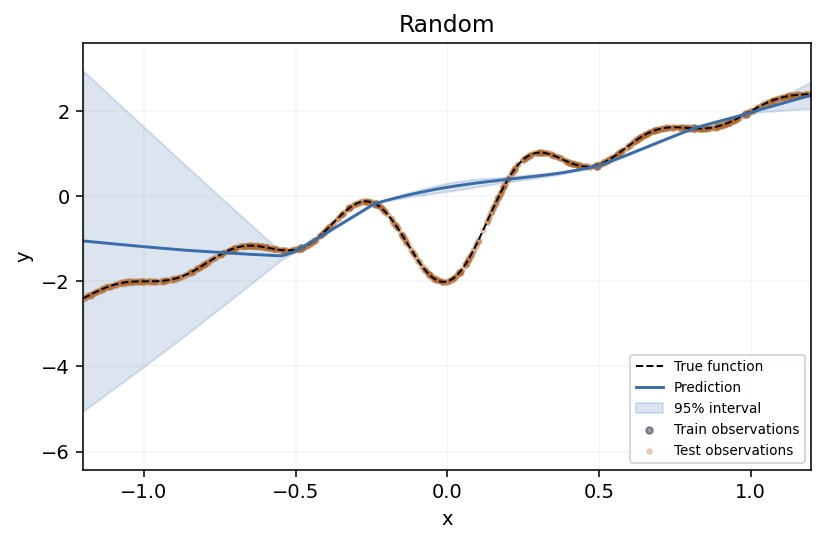 Random
y
2
0
−2
−4
−6
−1.0
−0.5
0.0
0.5
1.0
x
True function
Prediction
95% interval
Train observations
Test observations